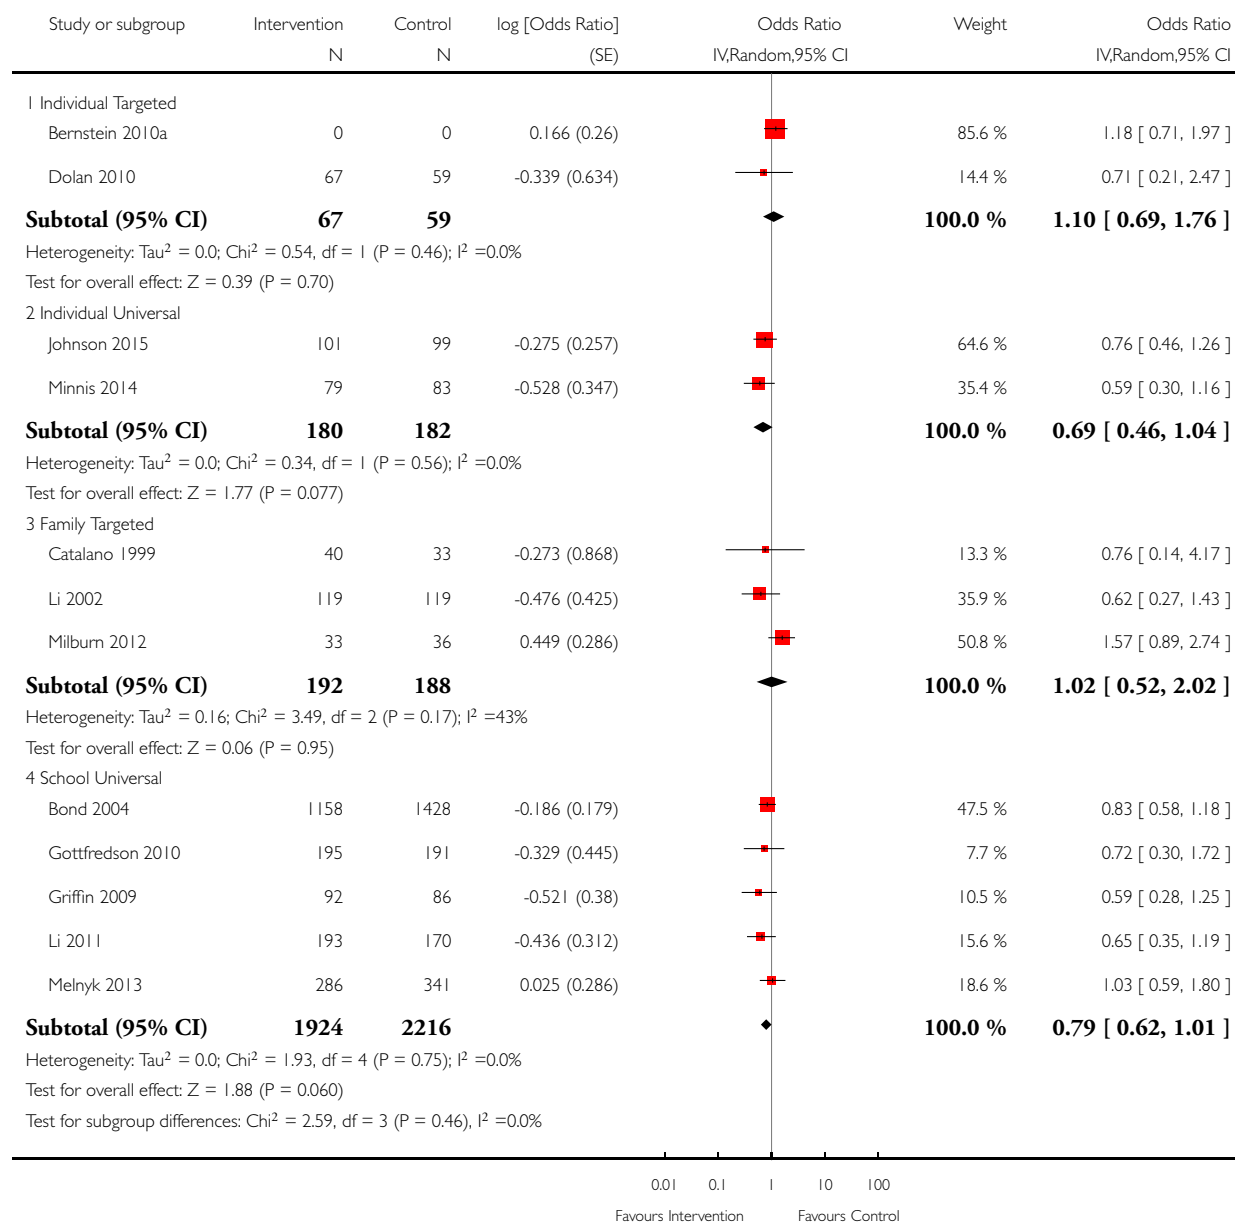 Study or subgroup Intervention Control log [Odds Ratio] Odds Ratio Weight Odds Ratio
N N (SE) IV,Random,95% CI IV,Random,95% CI
1 Individual Targeted
Bernstein 2010a 0 0 0.166 (0.26) 85.6 % 1.18 [ 0.71, 1.97 ]
Dolan 2010 67 59 -0.339 (0.634) 14.4 % 0.71 [ 0.21, 2.47 ]
Subtotal (95% CI) 67 59 100.0 % 1.10 [ 0.69, 1.76 ]
Heterogeneity: Tau² = 0.0; Chi² = 0.54, df = 1 (P = 0.46); I² =0.0%
Test for overall effect: Z = 0.39 (P = 0.70)
2 Individual Universal
Johnson 2015 101 99 -0.275 (0.257) 64.6 % 0.76 [ 0.46, 1.26 ]
Minnis 2014 79 83 -0.528 (0.347) 35.4 % 0.59 [ 0.30, 1.16 ]
Subtotal (95% CI) 180 182 100.0 % 0.69 [ 0.46, 1.04 ]
Heterogeneity: Tau² = 0.0; Chi² = 0.34, df = 1 (P = 0.56); I² =0.0%
Test for overall effect: Z = 1.77 (P = 0.077)
3 Family Targeted
Catalano 1999 40 33 -0.273 (0.868) 13.3 % 0.76 [ 0.14, 4.17 ]
Li 2002 119 119 -0.476 (0.425) 35.9 % 0.62 [ 0.27, 1.43 ]
Milburn 2012 33 36 0.449 (0.286) 50.8 % 1.57 [ 0.89, 2.74 ]
Subtotal (95% CI) 192 188 100.0 % 1.02 [ 0.52, 2.02 ]
Heterogeneity: Tau² = 0.16; Chi² = 3.49, df = 2 (P = 0.17); I² =43%
Test for overall effect: Z = 0.06 (P = 0.95)
4 School Universal
Bond 2004 1158 1428 -0.186 (0.179) 47.5 % 0.83 [ 0.58, 1.18 ]
Gottfredson 2010 195 191 -0.329 (0.445) 7.7 % 0.72 [ 0.30, 1.72 ]
Griffin 2009 92 86 -0.521 (0.38) 10.5 % 0.59 [ 0.28, 1.25 ]
Li 2011 193 170 -0.436 (0.312) 15.6 % 0.65 [ 0.35, 1.19 ]
Melnyk 2013 286 341 0.025 (0.286) 18.6 % 1.03 [ 0.59, 1.80 ]
Subtotal (95% CI) 1924 2216 100.0 % 0.79 [ 0.62, 1.01 ]
Heterogeneity: Tau² = 0.0; Chi² = 1.93, df = 4 (P = 0.75); I² =0.0%
Test for overall effect: Z = 1.88 (P = 0.060)
Test for subgroup differences: Chi² = 2.59, df = 3 (P = 0.46), I² =0.0%
0.01 0.1 1 10 100
Favours Intervention Favours Control